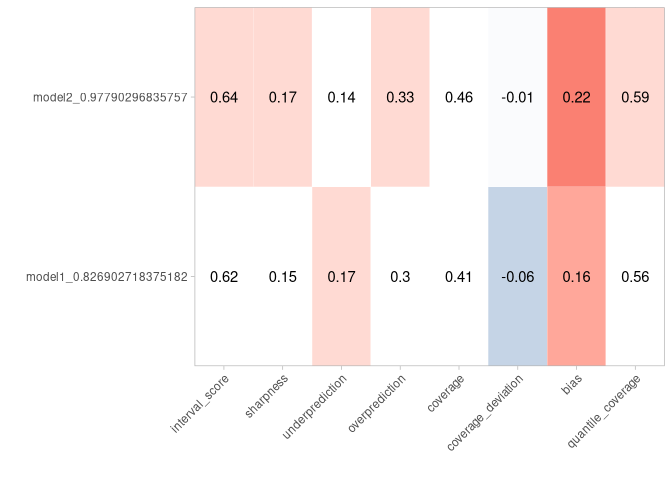 model2_0.97790296835757 0.64 0.17 0.14 0.33 0.46 -0.01 0.22 0.59
model1_0.826902718375182 0.62 0.15 0.17 0.3 0.41 -0.06 0.16 0.56
interval_score sharpness underprediction overprediction coverage coverage_deviation bias quantile_coverage